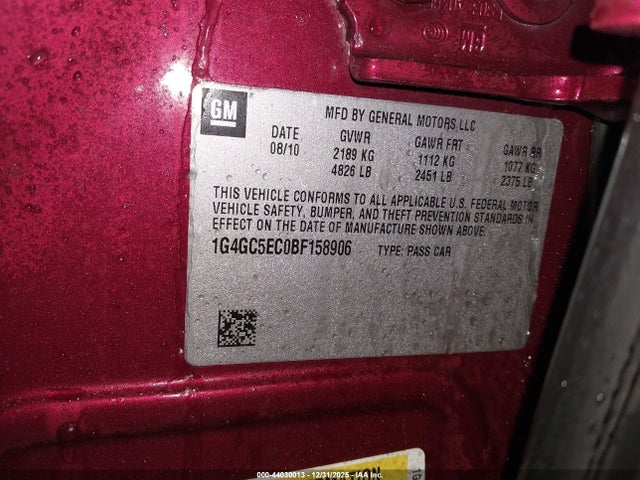 GM
MFD BY GENERAL MOTORS LLC
DATE GVWR GAWR FRT GAWR RR
08/10 2189 KG 1112 KG 1077 KG
4826 LB 2451 LB 2375 LB
THIS VEHICLE CONFORMS TO ALL APPLICABLE U.S. FEDERAL MOTOR
VEHICLE SAFETY, BUMPER, AND THEFT PREVENTION STANDARDS IN
EFFECT ON THE DATE OF MANUFACTURE SHOWN ABOVE.
1G4GC5EC0BF158906 TYPE: PASS CAR
000-44030013 - 12/31/2025 - IAA Inc.